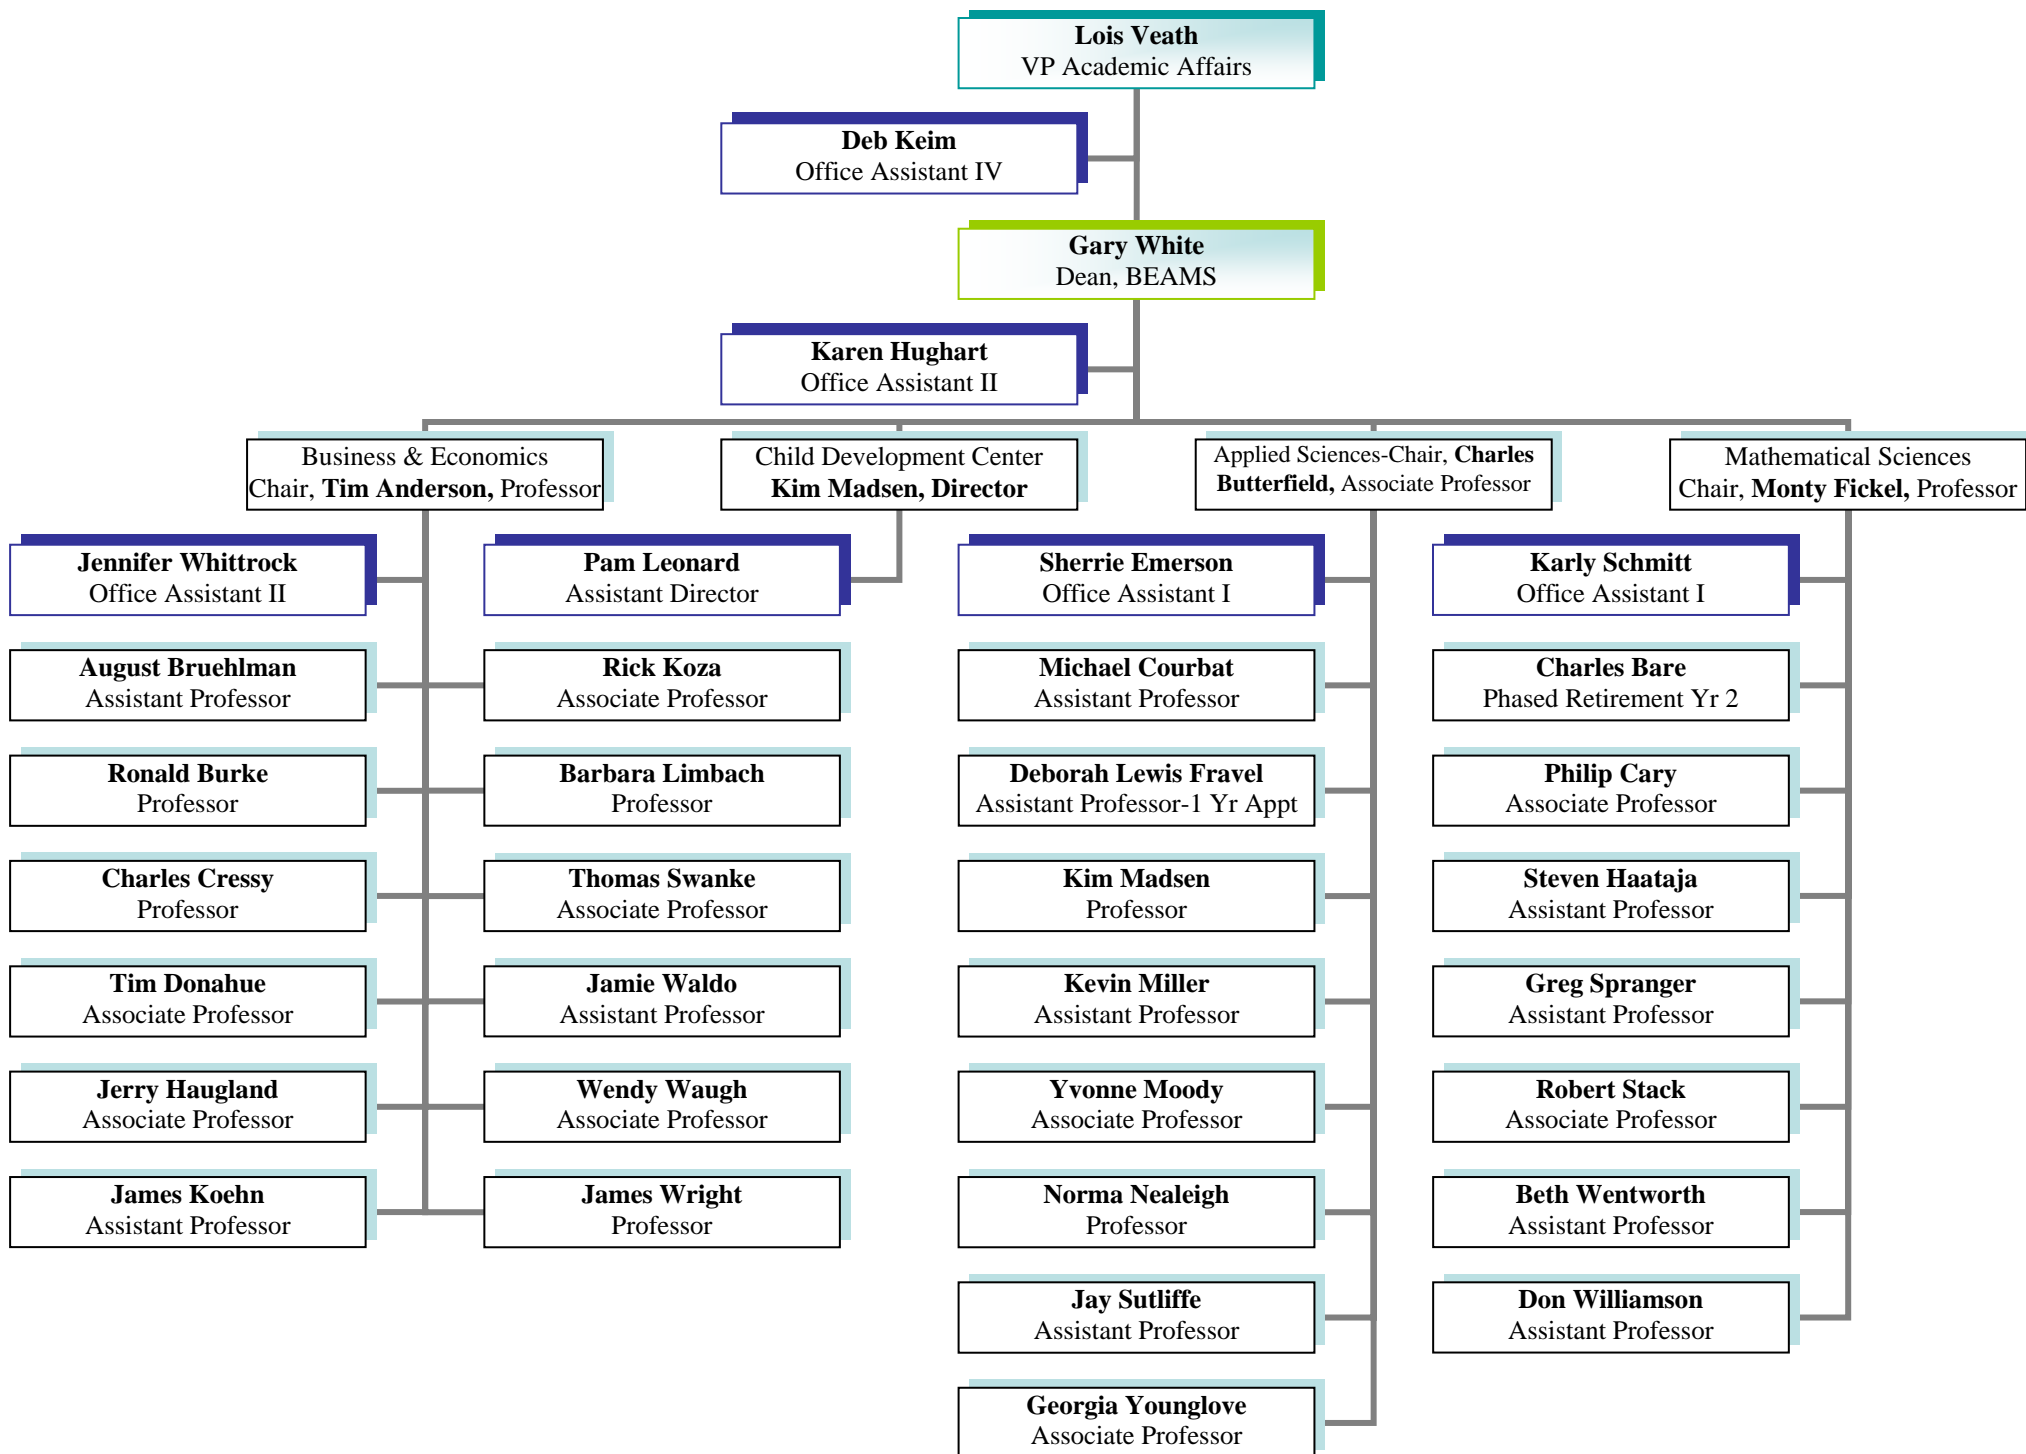 Lois Veath
VP Academic Affairs
Deb Keim
Office Assistant IV
Gary White
Dean, BEAMS
Karen Hughart
Office Assistant II
Business & Economics
Chair, Tim Anderson, Professor
Child Development Center
Kim Madsen, Director
Applied Sciences-Chair, Charles
Butterfield, Associate Professor
Mathematical Sciences
Chair, Monty Fickel, Professor
Jennifer Whittrock
Office Assistant II
Pam Leonard
Assistant Director
Sherrie Emerson
Office Assistant I
Karly Schmitt
Office Assistant I
August Bruehlman
Assistant Professor
Rick Koza
Associate Professor
Michael Courbat
Assistant Professor
Charles Bare
Phased Retirement Yr 2
Ronald Burke
Professor
Barbara Limbach
Professor
Deborah Lewis Fravel
Assistant Professor-1 Yr Appt
Philip Cary
Associate Professor
Charles Cressy
Professor
Thomas Swanke
Associate Professor
Kim Madsen
Professor
Steven Haataja
Assistant Professor
Tim Donahue
Associate Professor
Jamie Waldo
Assistant Professor
Kevin Miller
Assistant Professor
Greg Spranger
Assistant Professor
Jerry Haugland
Associate Professor
Wendy Waugh
Associate Professor
Yvonne Moody
Associate Professor
Robert Stack
Associate Professor
James Koehn
Assistant Professor
James Wright
Professor
Norma Nealeigh
Professor
Beth Wentworth
Assistant Professor
Jay Sutliffe
Assistant Professor
Don Williamson
Assistant Professor
Georgia Younglove
Associate Professor